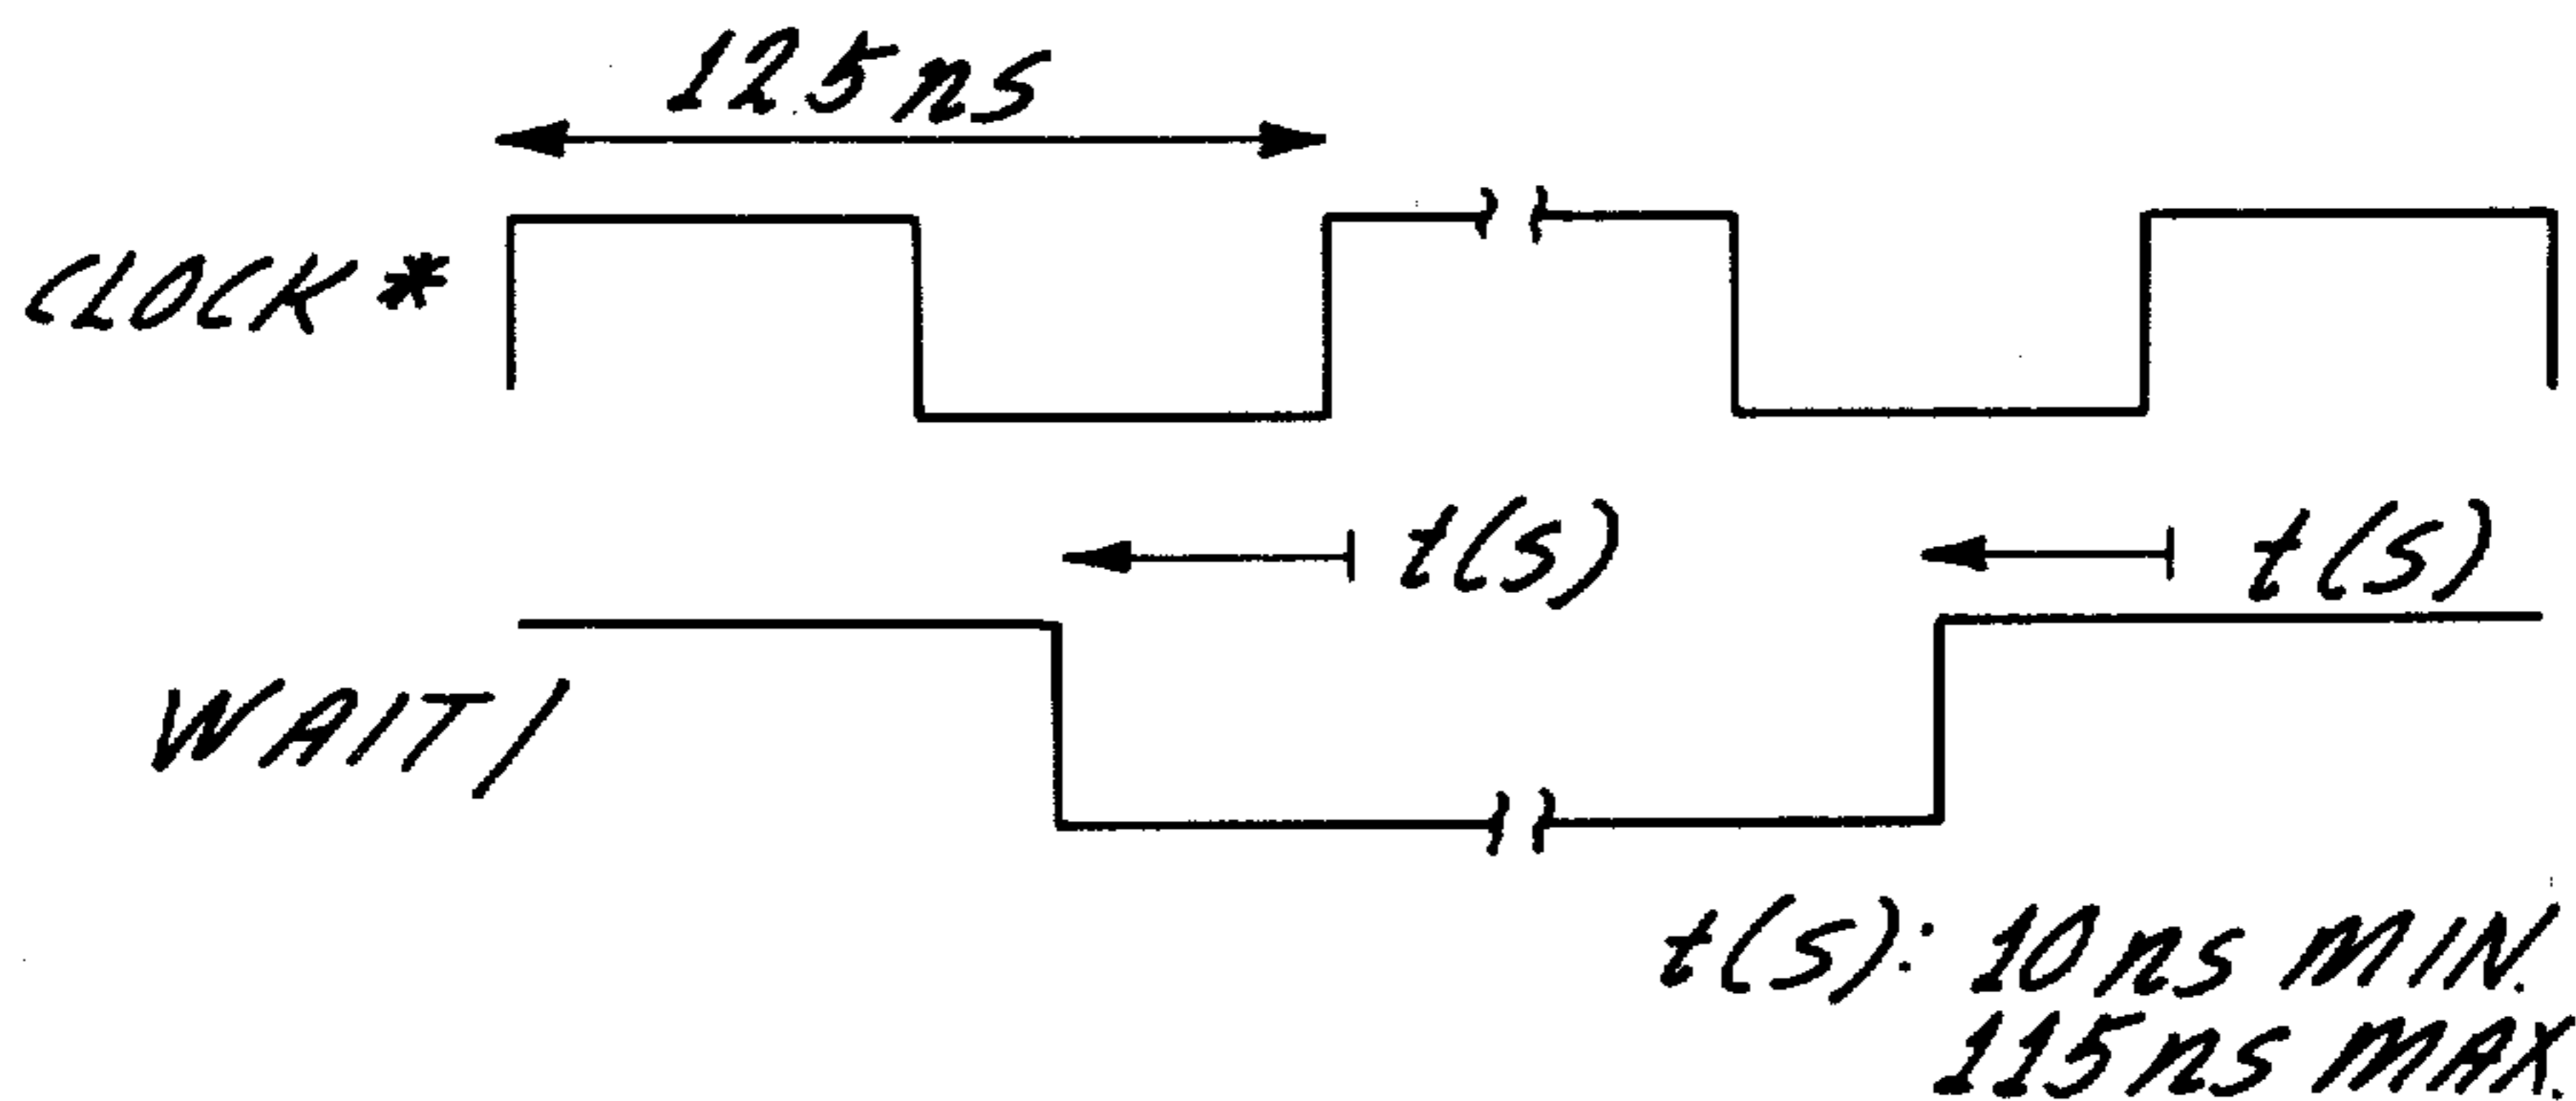 125ns
CLOCK*
t(s) t(s)
WAIT/
t(s): 10ns MIN.
115ns MAX.